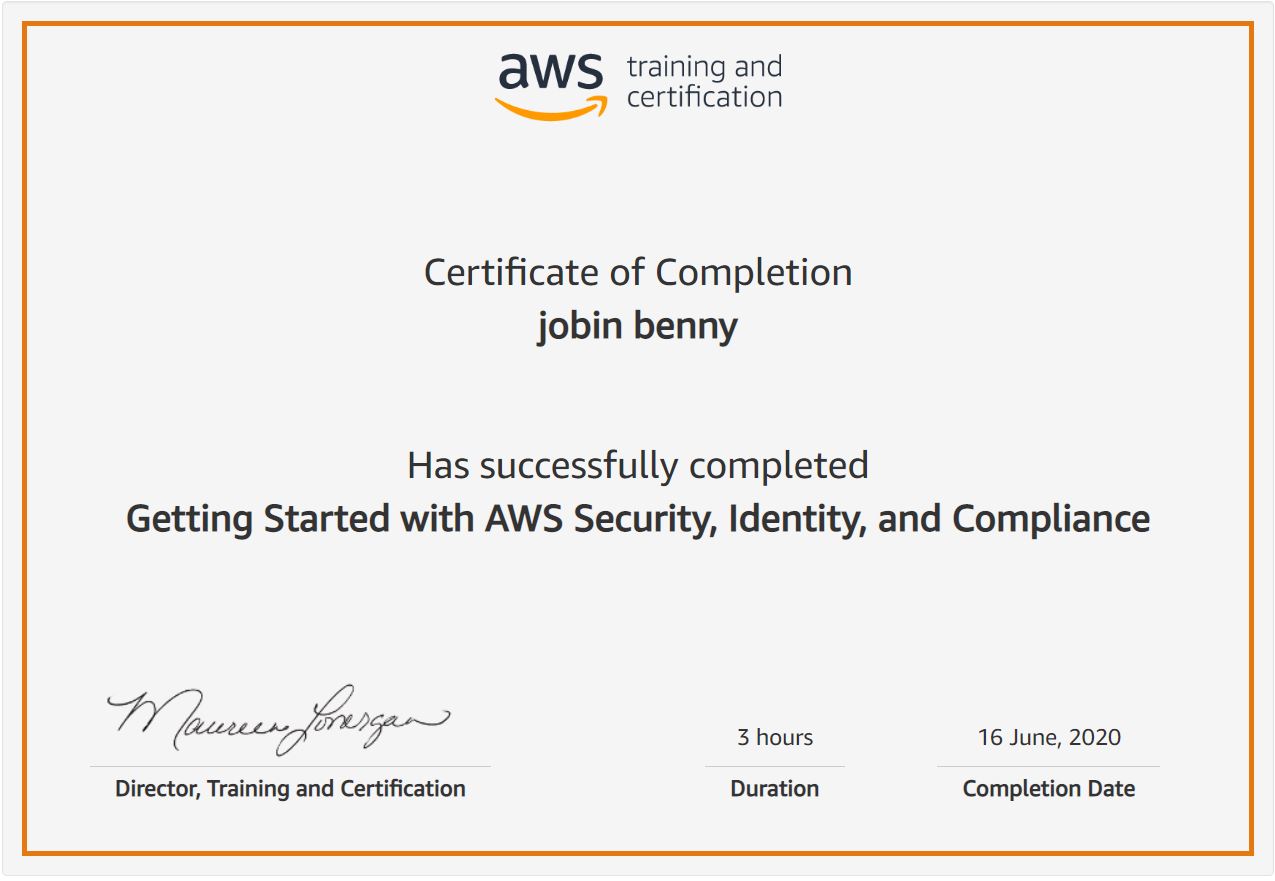 aws training and
certification
Certificate of Completion
jobin benny
Has successfully completed
Getting Started with AWS Security, Identity, and Compliance
Maureen Lonergan
3 hours
16 June, 2020
Director, Training and Certification
Duration
Completion Date